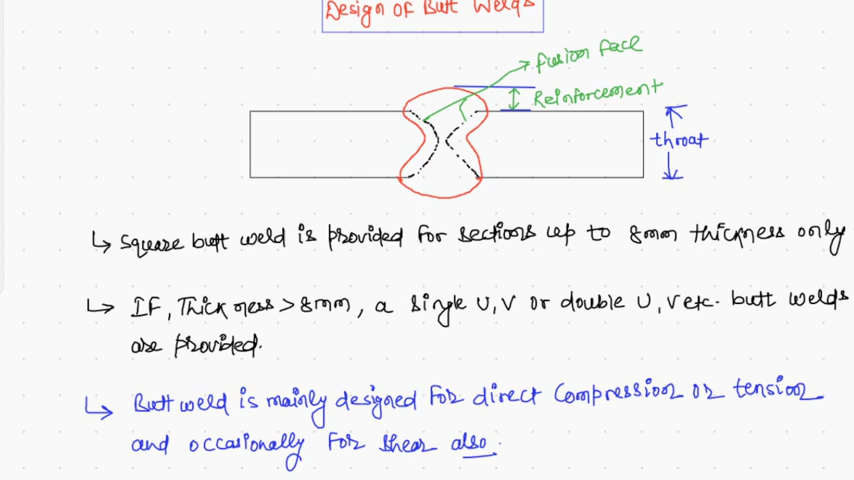 Design of Butt Welds
Fusion face
Reinforcement
throat
↳ Square butt weld is provided for sections up to 8mm thickness only
↳ IF, Thickness > 8mm, a single U, V or double U, V etc. butt welds
are provided.
↳ Butt weld is mainly designed for direct compression or tension
and occasionally for shear also.